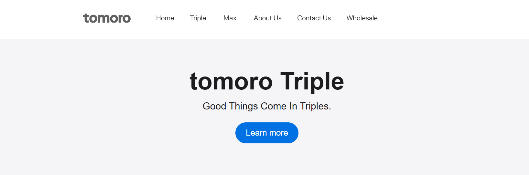 tomoro Home Triple Max About Us Contact Us Wholesale
tomoro Triple
Good Things Come In Triples.
Learn more